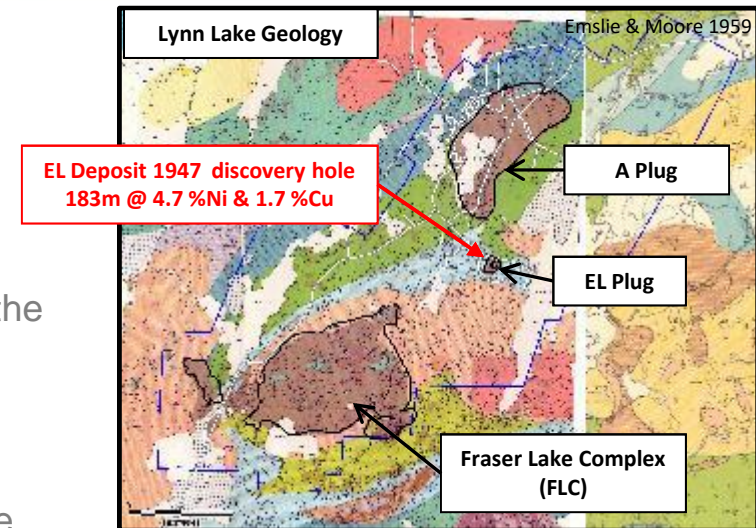 Lynn Lake Geology
Emslie & Moore 1959
EL Deposit 1947 discovery hole
183m @ 4.7 %Ni & 1.7 %Cu
A Plug
EL Plug
the
Fraser Lake Complex
(FLC)
e